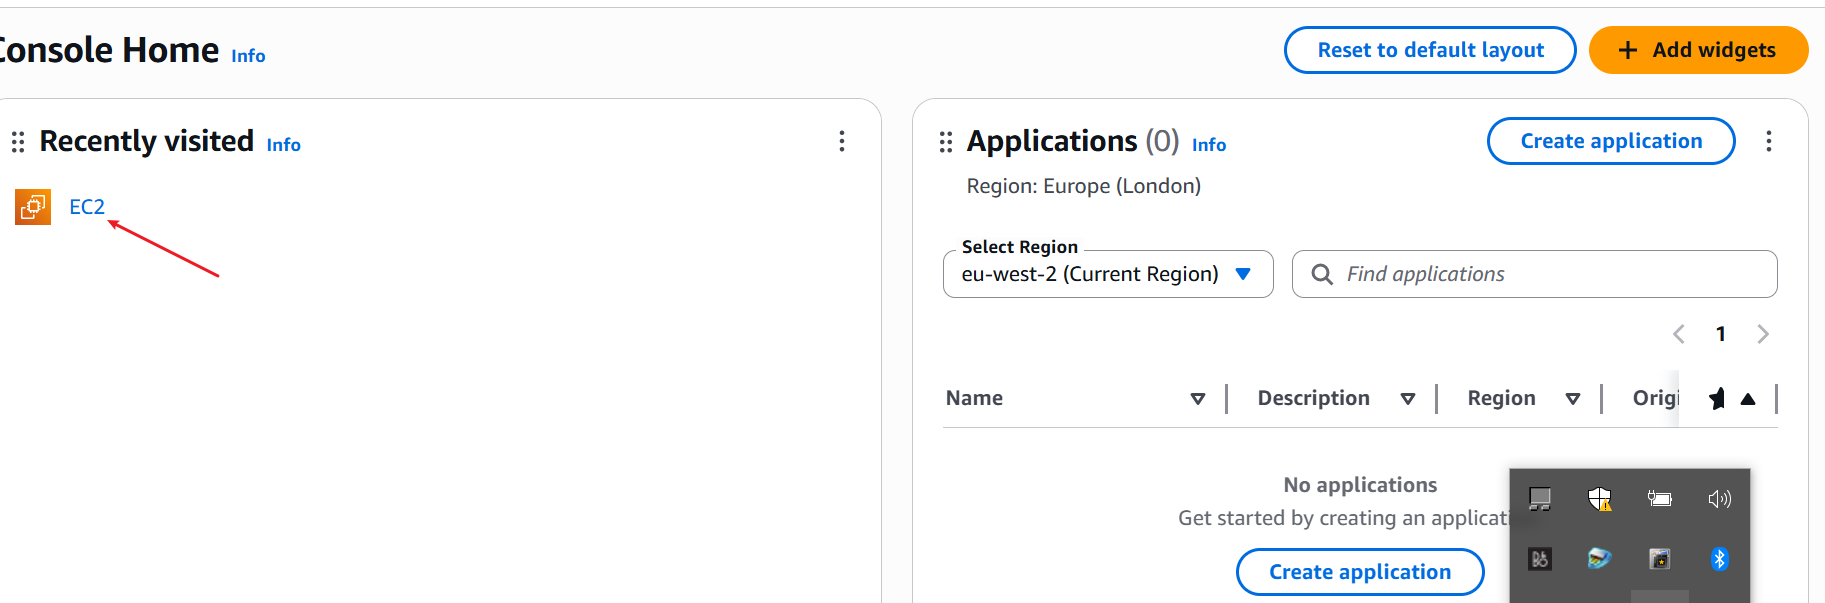 Console Home Info
Reset to default layout
Add widgets
Recently visited Info
EC2
Applications (0) Info
Create application
Region: Europe (London)
Select Region
eu-west-2 (Current Region)
Find applications
1
Name Description Region Origi
No applications
Get started by creating an applicati
Create application